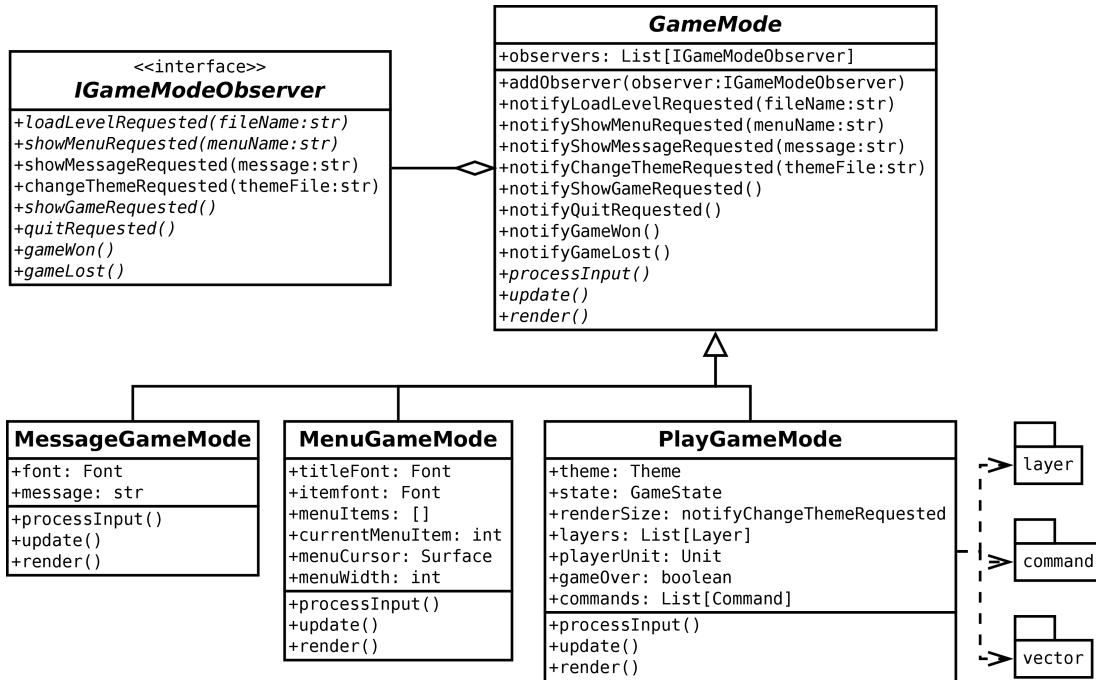 <<interface>>
IGameModeObserver
+loadLevelRequested(fileName:str)
+showMenuRequested(menuName:str)
+showMessageRequested(message:str)
+changeThemeRequested(themeFile:str)
+showGameRequested()
+quitRequested()
+gameWon()
+gameLost()
GameMode
+observers: List[IGameModeObserver]
+addObserver(observer:IGameModeObserver)
+notifyLoadLevelRequested(fileName:str)
+notifyShowMenuRequested(menuName:str)
+notifyShowMessageRequested(message:str)
+notifyChangeThemeRequested(themeFile:str)
+notifyShowGameRequested()
+notifyQuitRequested()
+notifyGameWon()
+notifyGameLost()
+processInput()
+update()
+render()
MessageGameMode
+font: Font
+message: str
+processInput()
+update()
+render()
MenuGameMode
+titleFont: Font
+itemfont: Font
+menuItems: []
+currentMenuItem: int
+menuCursor: Surface
+menuWidth: int
+processInput()
+update()
+render()
PlayGameMode
+theme: Theme
+state: GameState
+renderSize: notifyChangeThemeRequested
+layers: List[Layer]
+playerUnit: Unit
+gameOver: boolean
+commands: List[Command]
+processInput()
+update()
+render()
layer
command
vector